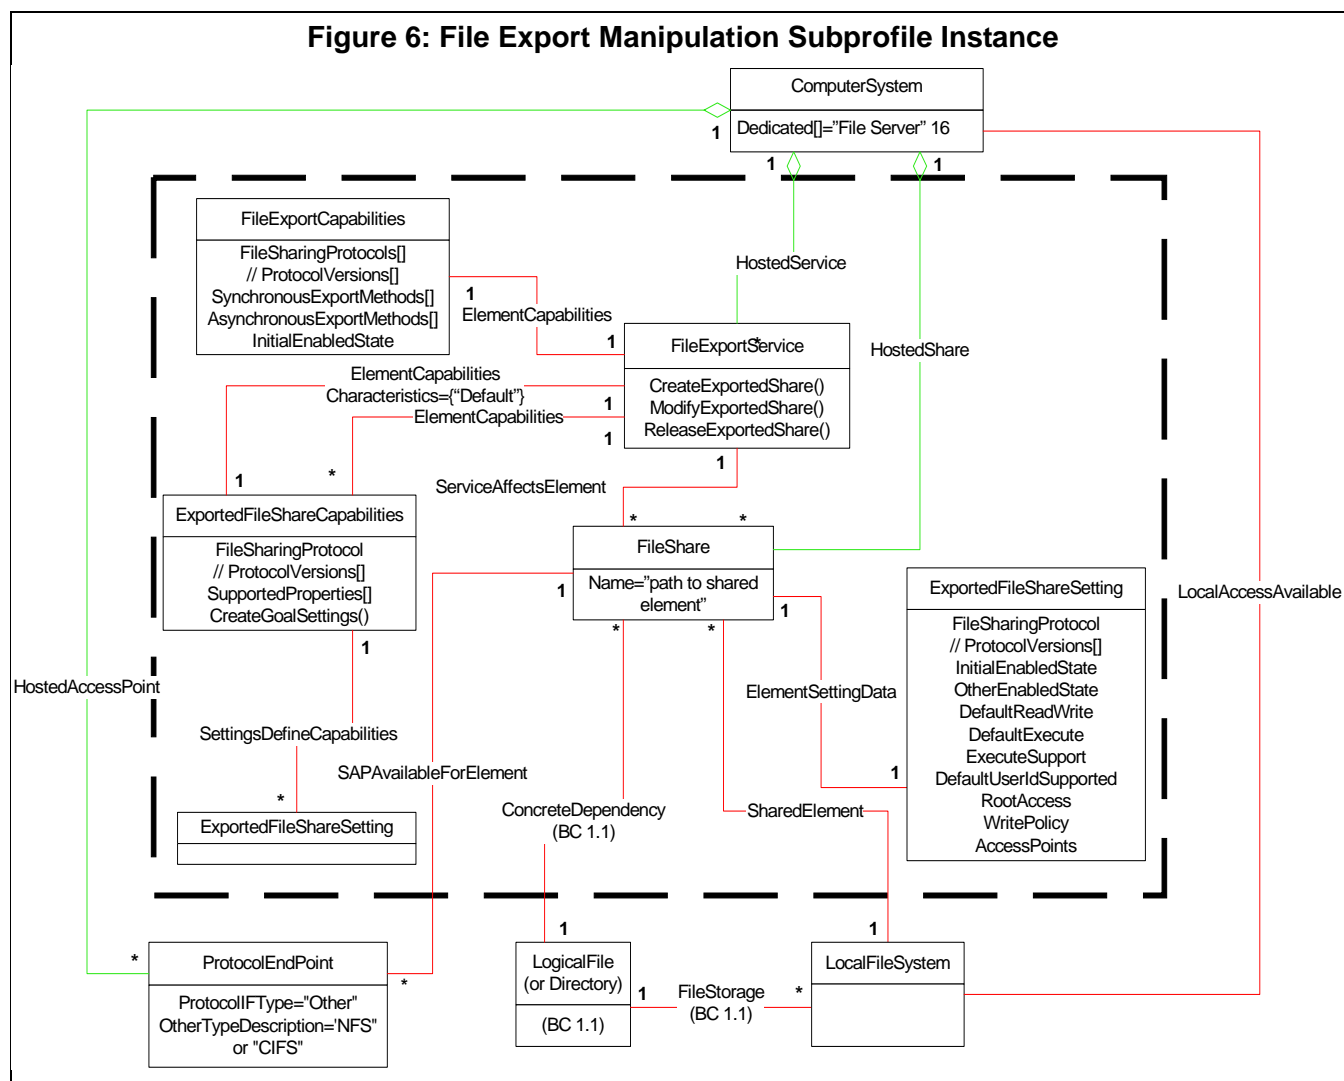 Figure 6: File Export Manipulation Subprofile Instance
ComputerSystem
Dedicated[]=”File Server” 16
1
1
1
FileExportCapabilities
FileSharingProtocols[]
// ProtocolVersions[]
SynchronousExportMethods[]
AsynchronousExportMethods[]
InitialEnabledState
1
ElementCapabilities
1
HostedService
*
FileExportService
CreateExportedShare()
ModifyExportedShare()
ReleaseExportedShare()
HostedShare
ElementCapabilities
Characteristics={“Default”}
1
ElementCapabilities
1
1
*
1
ServiceAffectsElement
*
*
ExportedFileShareCapabilities
FileSharingProtocol
// ProtocolVersions[]
SupportedProperties[]
CreateGoalSettings()
1
FileShare
Name=”path to shared
element”
1
1
*
*
ExportedFileShareSetting
FileSharingProtocol
// ProtocolVersions[]
InitialEnabledState
OtherEnabledState
DefaultReadWrite
DefaultExecute
ExecuteSupport
DefaultUserIdSupported
RootAccess
WritePolicy
AccessPoints
LocalAccessAvailable
HostedAccessPoint
ElementSettingData
1
SettingsDefineCapabilities
SAPAvailableForElement
*
ExportedFileShareSetting
ConcreteDependency
(BC 1.1)
SharedElement
1
1
*
ProtocolEndPoint
*
ProtocolIFType="Other"
OtherTypeDescription='NFS"
or "CIFS"
LogicalFile
(or Directory)
(BC 1.1)
1
FileStorage
(BC 1.1)
*
LocalFileSystem